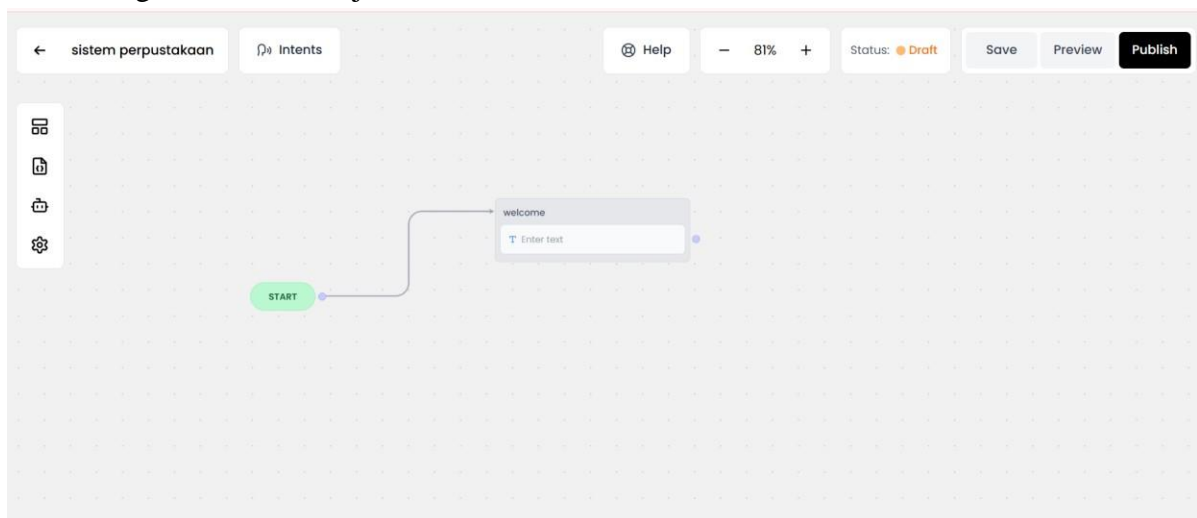 sistem perpustakaan
Intents
Help
− 81% +
Status: Draft
Save
Preview
Publish
welcome
T Enter text
START